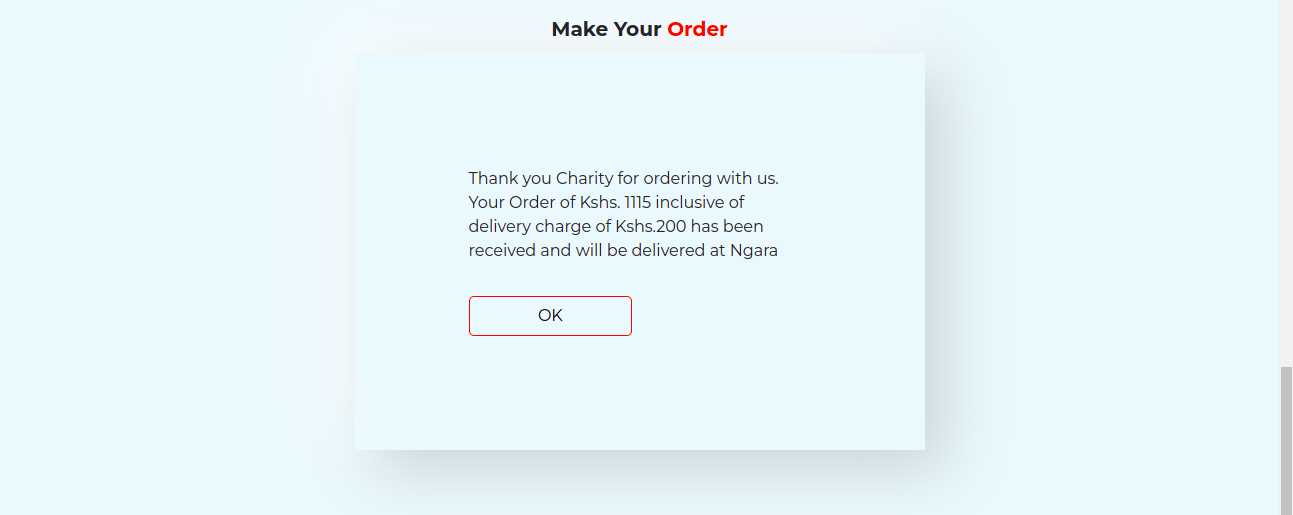 Make Your Order
Thank you Charity for ordering with us.
Your Order of Kshs. 1115 inclusive of
delivery charge of Kshs.200 has been
received and will be delivered at Ngara
OK